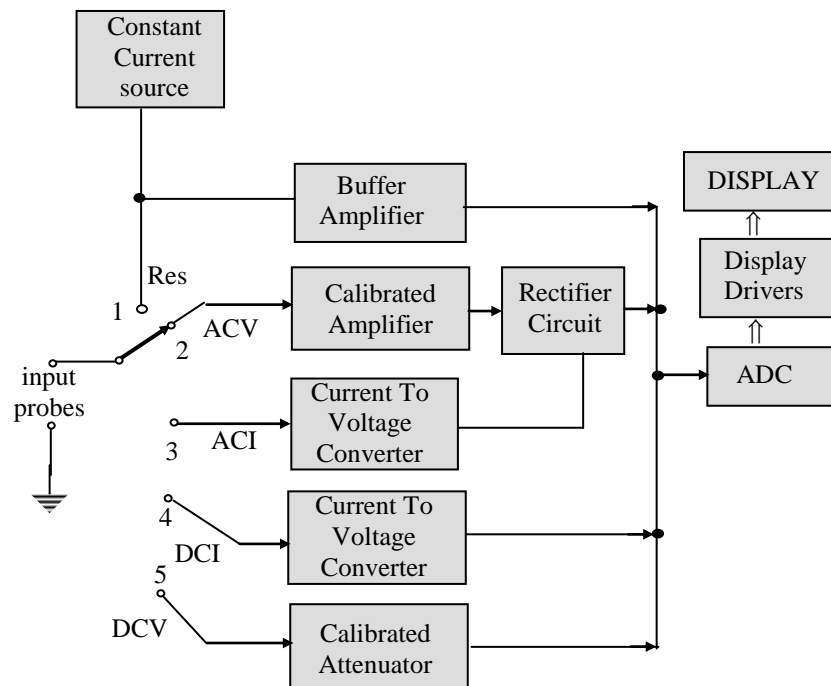 Constant
Current
source
Buffer
Amplifier
DISPLAY
Res
1
Calibrated
Amplifier
Rectifier
Circuit
Display
Drivers
ACV
2
input
probes
ADC
Current To
Voltage
Converter
ACI
3
4
DCI
Current To
Voltage
Converter
5
DCV
Calibrated
Attenuator